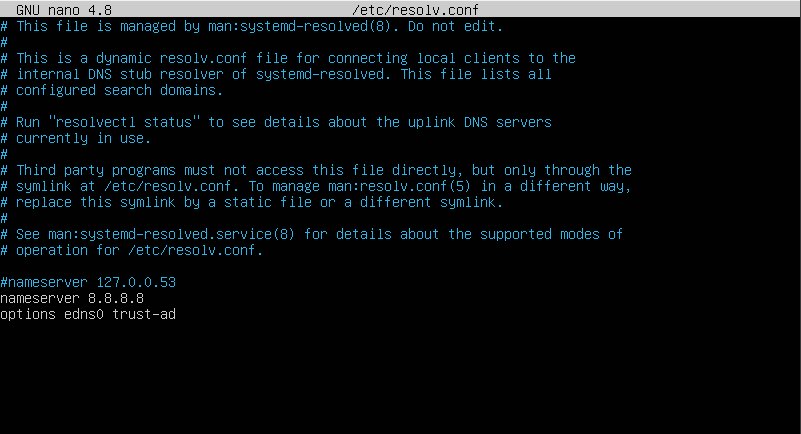 GNU nano 4.8 /etc/resolv.conf
# This file is managed by man:systemd-resolved(8). Do not edit.
#
# This is a dynamic resolv.conf file for connecting local clients to the
# internal DNS stub resolver of systemd-resolved. This file lists all
# configured search domains.
#
# Run "resolvectl status" to see details about the uplink DNS servers
# currently in use.
#
# Third party programs must not access this file directly, but only through the
# symlink at /etc/resolv.conf. To manage man:resolv.conf(5) in a different way,
# replace this symlink by a static file or a different symlink.
#
# See man:systemd-resolved.service(8) for details about the supported modes of
# operation for /etc/resolv.conf.

#nameserver 127.0.0.53
nameserver 8.8.8.8
options edns0 trust-ad